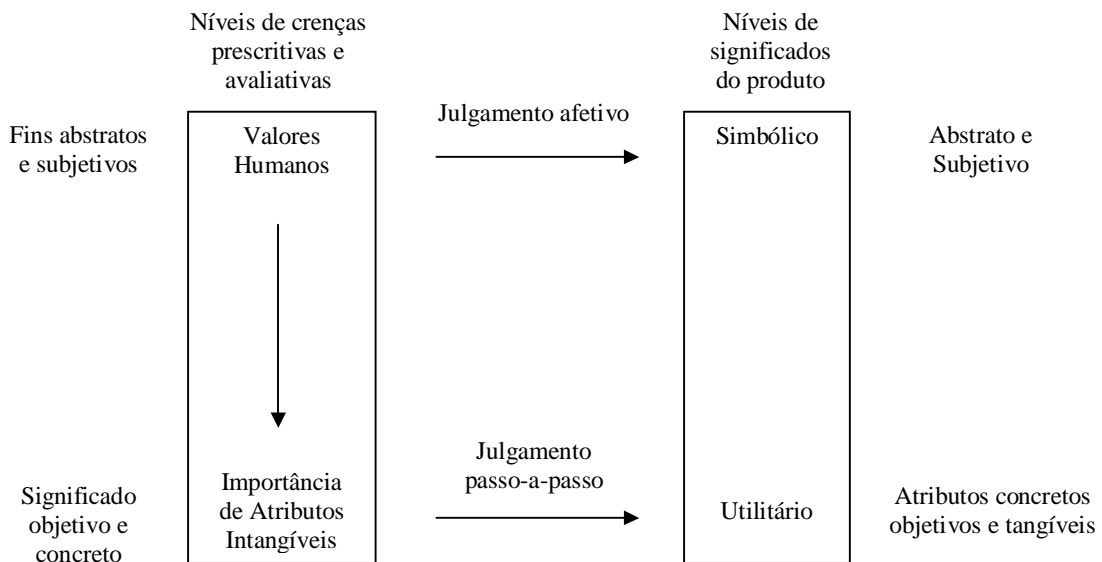 Níveis de crenças
prescritivas e
avaliativas
Níveis de
significados
do produto
Fins abstratos
e subjetivos
Valores
Humanos
Julgamento afetivo
Simbólico
Abstrato e
Subjetivo
Significado
objetivo e
concreto
Importância
de Atributos
Intangíveis
Julgamento
passo-a-passo
Utilitário
Atributos concretos
objetivos e tangíveis